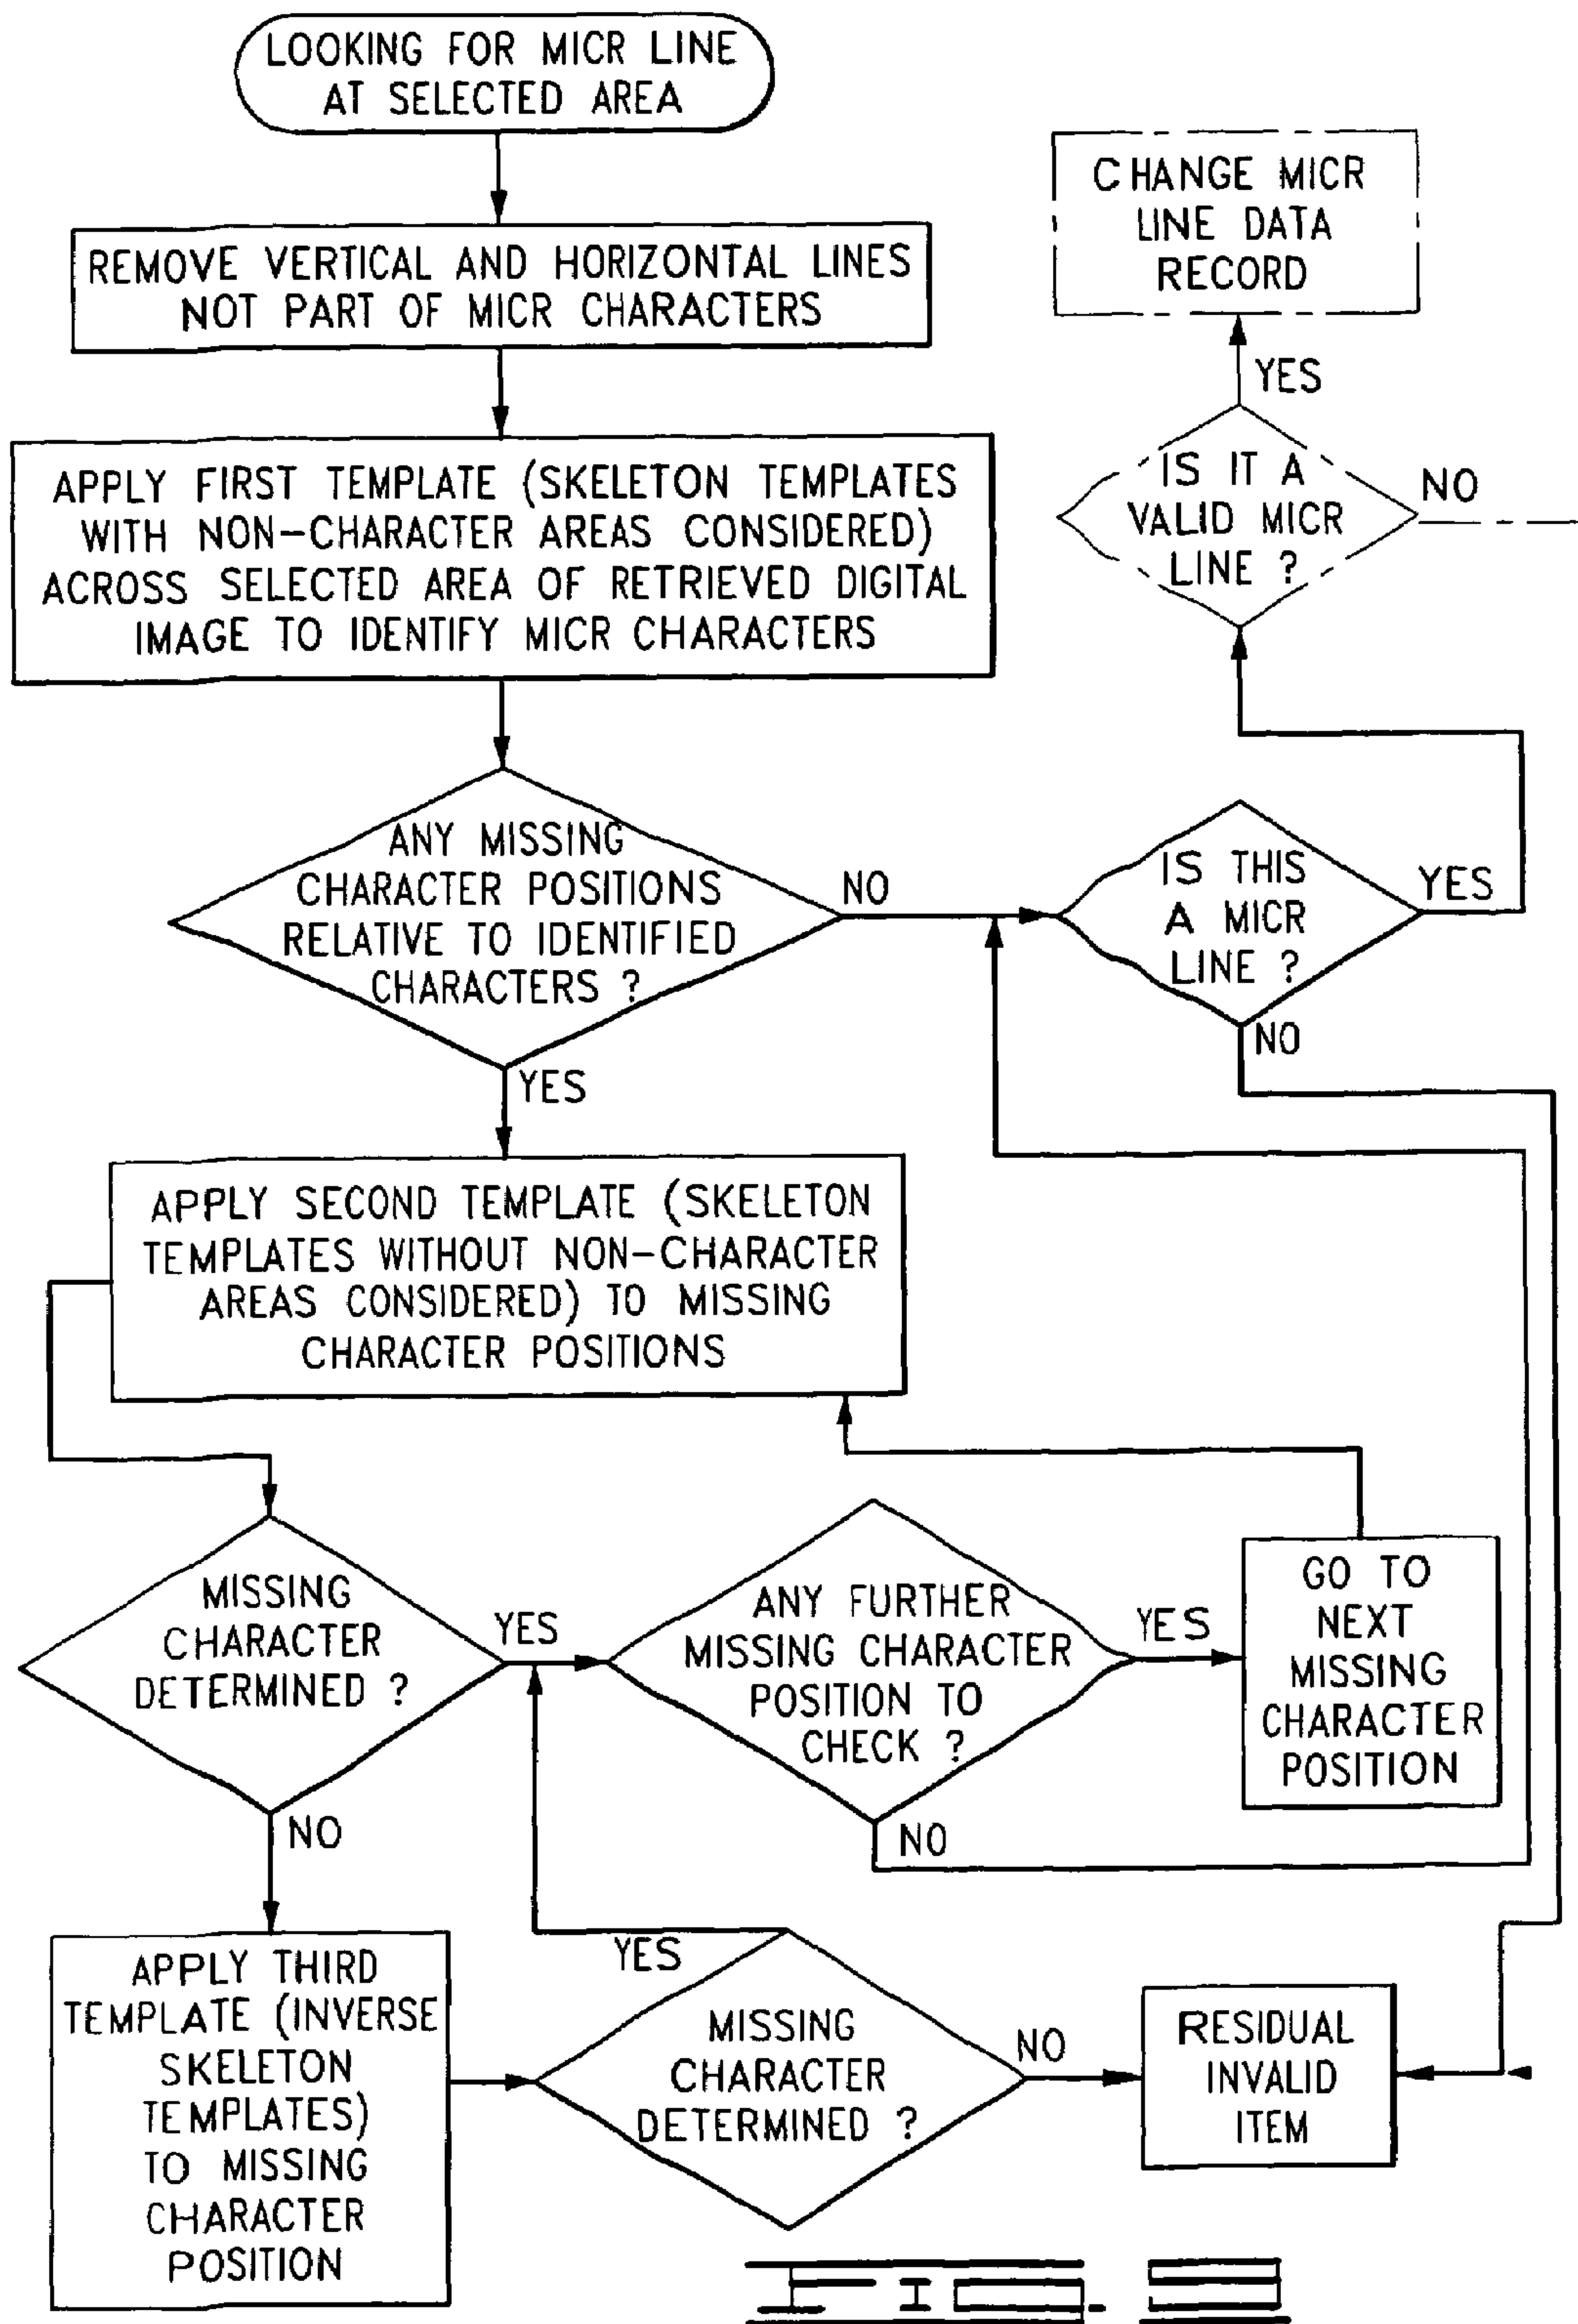 LOOKING FOR MICR LINE
AT SELECTED AREA
REMOVE VERTICAL AND HORIZONTAL LINES
NOT PART OF MICR CHARACTERS
APPLY FIRST TEMPLATE (SKELETON TEMPLATES
WITH NON-CHARACTER AREAS CONSIDERED)
ACROSS SELECTED AREA OF RETRIEVED DIGITAL
IMAGE TO IDENTIFY MICR CHARACTERS
CHANGE MICR
LINE DATA
RECORD
YES
IS IT A
VALID MICR
LINE ?
NO
ANY MISSING
CHARACTER POSITIONS
RELATIVE TO IDENTIFIED
CHARACTERS ?
NO
YES
IS THIS
A MICR
LINE ?
YES
NO
APPLY SECOND TEMPLATE (SKELETON
TEMPLATES WITHOUT NON-CHARACTER
AREAS CONSIDERED) TO MISSING
CHARACTER POSITIONS
MISSING
CHARACTER
DETERMINED ?
YES
NO
ANY FURTHER
MISSING CHARACTER
POSITION TO
CHECK ?
YES
NO
GO TO
NEXT
MISSING
CHARACTER
POSITION
APPLY THIRD
TEMPLATE (INVERSE
SKELETON
TEMPLATES)
TO MISSING
CHARACTER
POSITION
YES
MISSING
CHARACTER
DETERMINED ?
NO
RESIDUAL
INVALID
ITEM